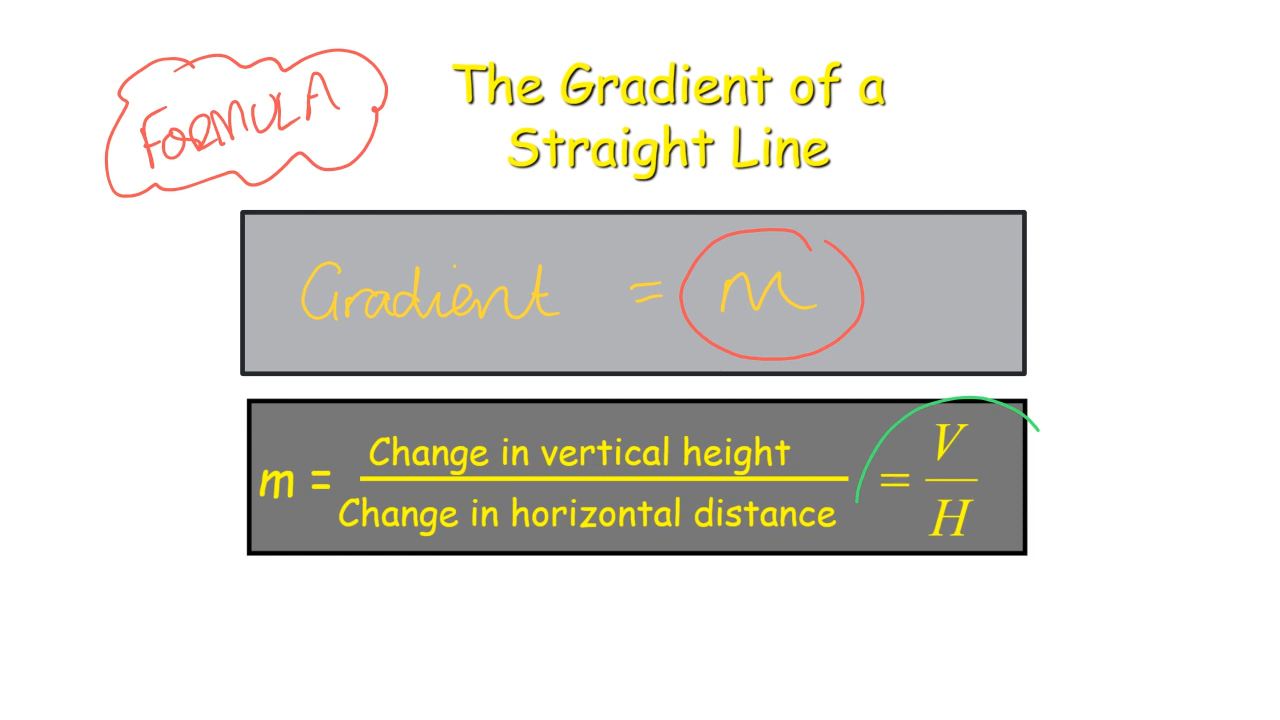 FORMULA
The Gradient of a
Straight Line
Gradient = m
m = Change in vertical height / Change in horizontal distance = V / H